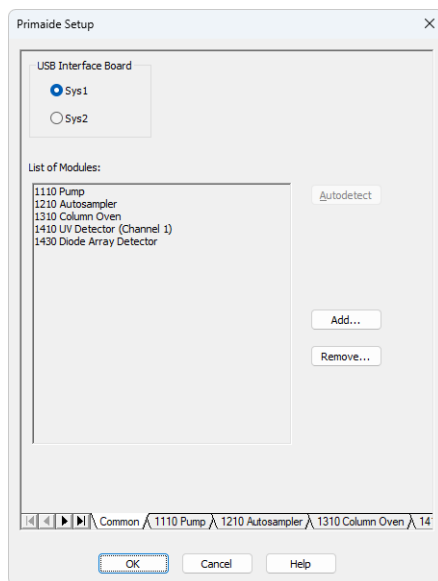 Primaide Setup
USB Interface Board
Sys1
Sys2
List of Modules:
1110 Pump
1210 Autosampler
1310 Column Oven
1410 UV Detector (Channel 1)
1430 Diode Array Detector
Autodetect
Add...
Remove...
Common 1110 Pump 1210 Autosampler 1310 Column Oven 14
OK Cancel Help